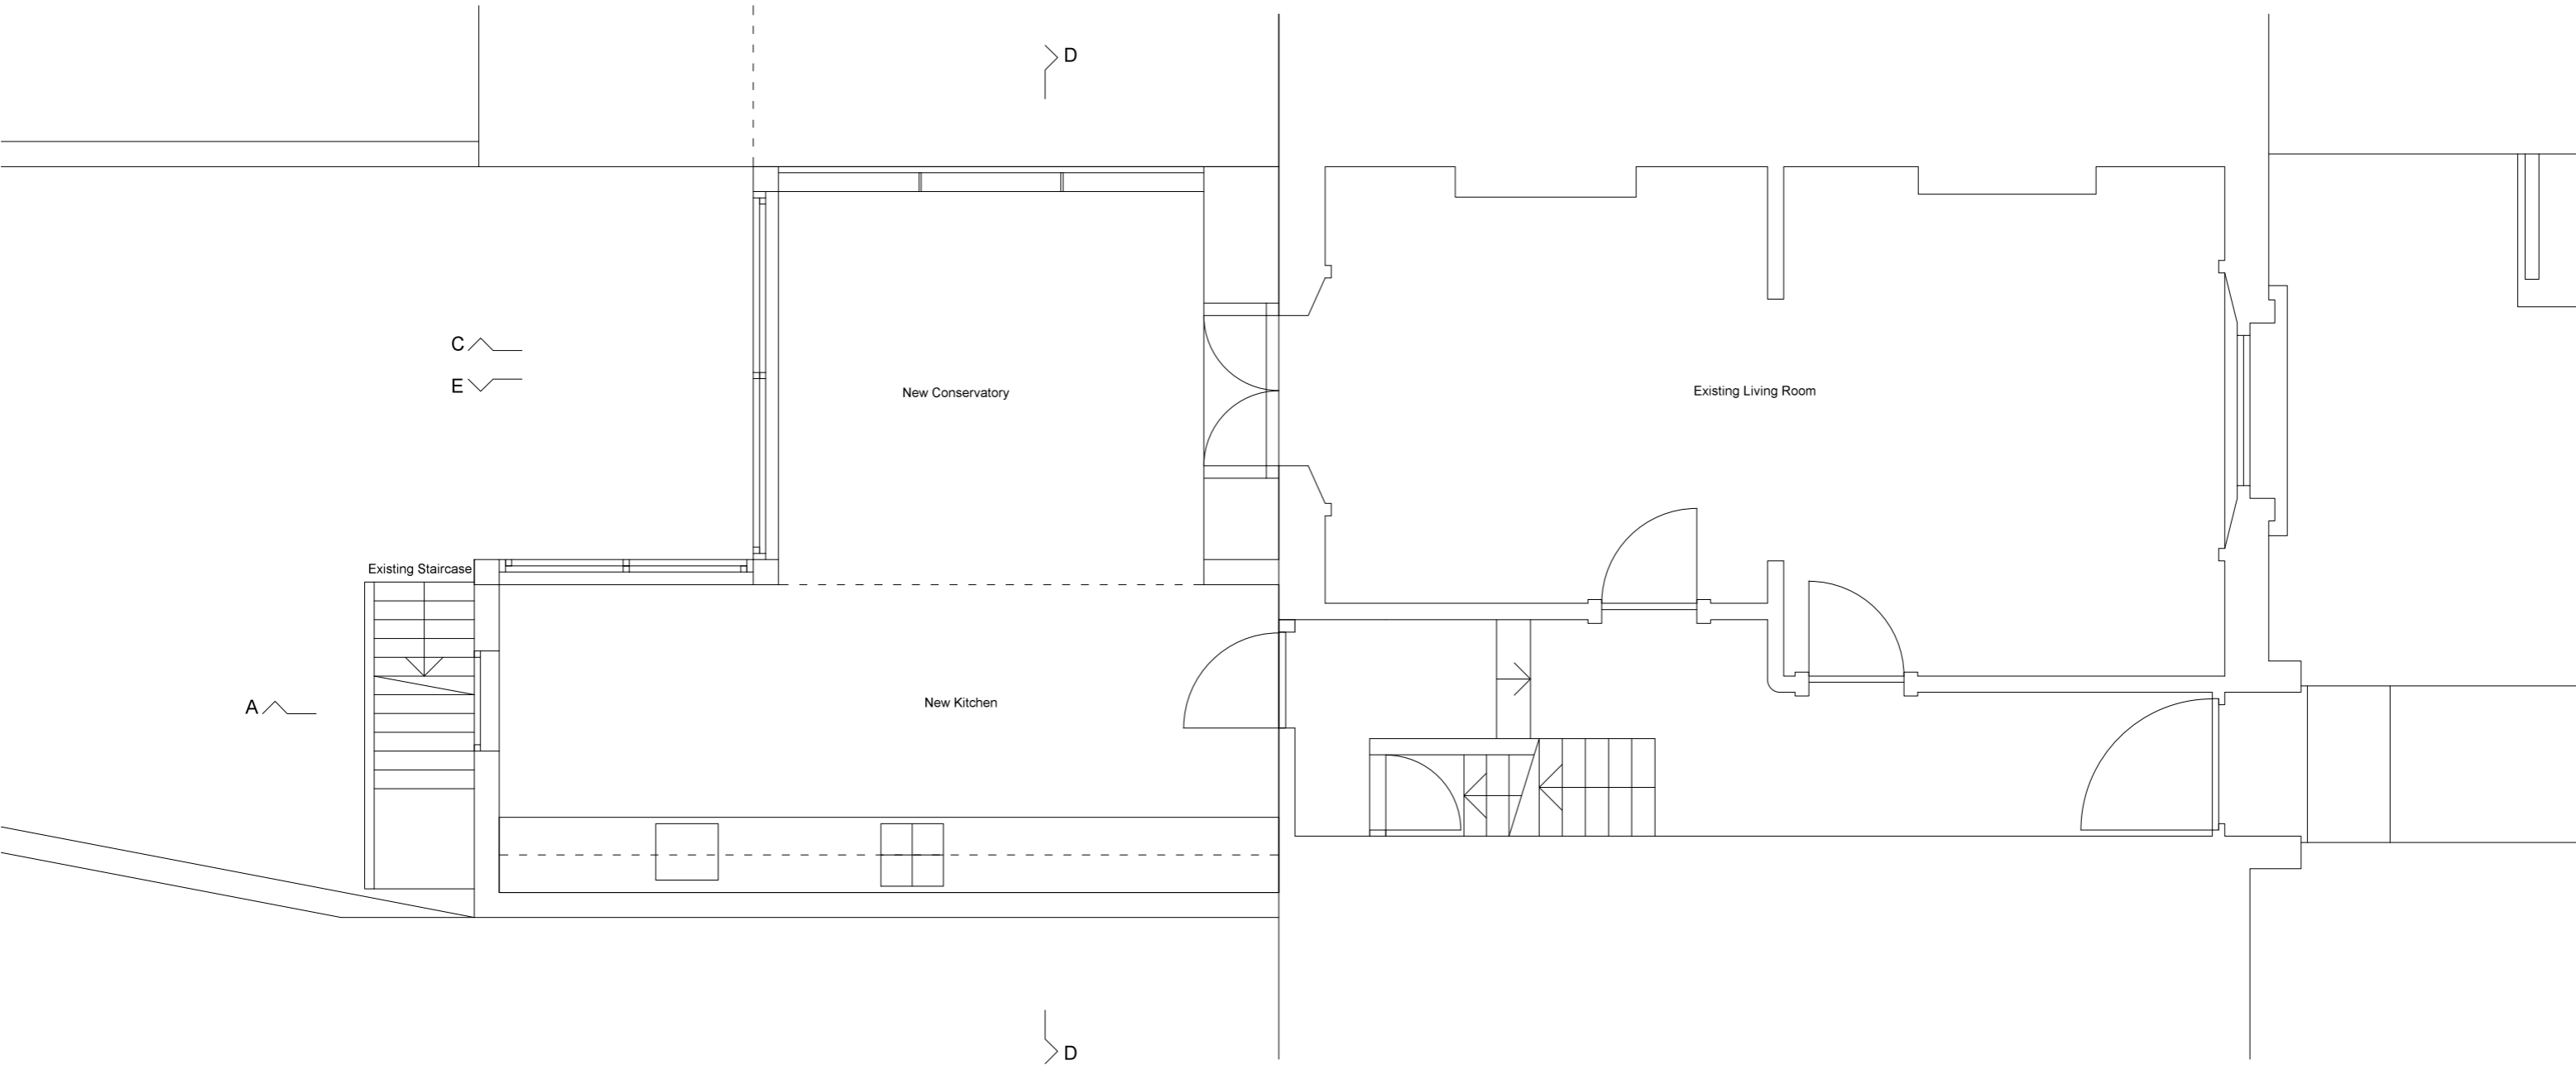 D
C
E
New Conservatory
Existing Living Room
Existing Staircase
A
New Kitchen
D